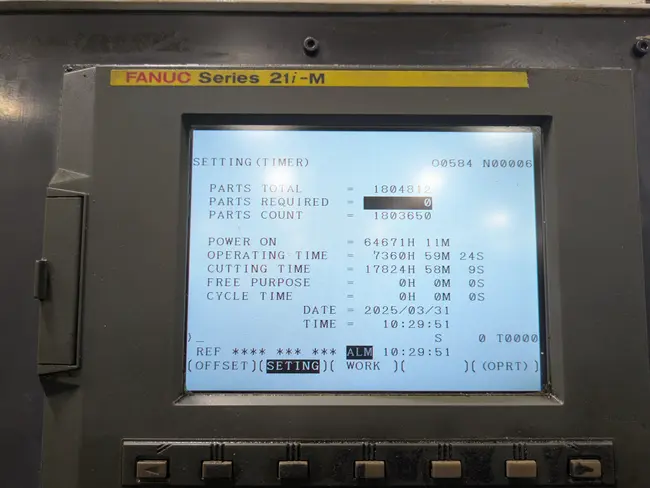 FANUC Series 21i-M
SETTING(TIMER) O0584 N00006
PARTS TOTAL = 1804812
PARTS REQUIRED = 0
PARTS COUNT = 1803650
POWER ON = 64671H 11M
OPERATING TIME = 7360H 59M 24S
CUTTING TIME = 17824H 58M 9S
FREE PURPOSE = 0H 0M 0S
CYCLE TIME = 0H 0M 0S
DATE = 2025/03/31
TIME = 10:29:51
)_
S 0 T0000
REF **** *** *** ALM 10:29:51
(OFFSET)(SETING)( WORK )( )( (OPRT) )